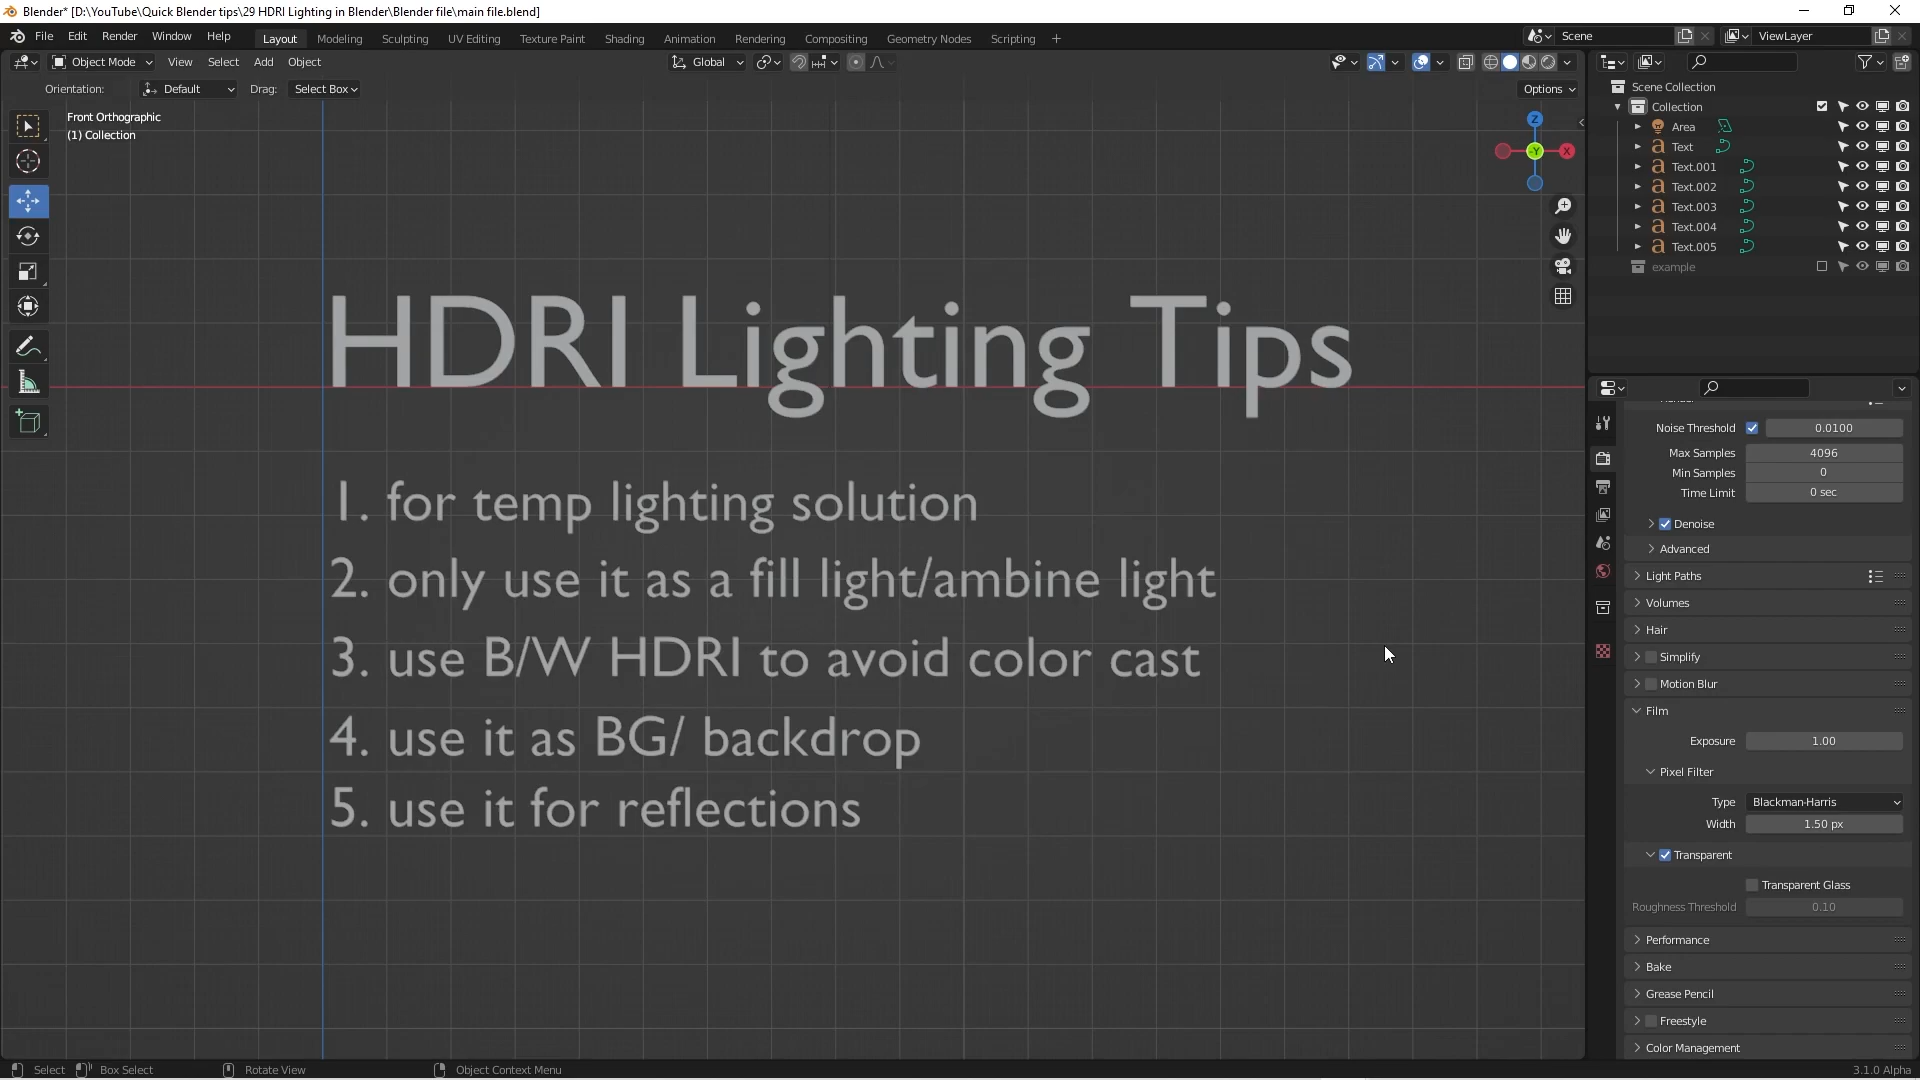 Blender* [D:\YouTube\Quick Blender tips\29 HDRI Lighting in Blender\Blender file\main file.blend]
File Edit Render Window Help Layout Modeling Sculpting UV Editing Texture Paint Shading Animation Rendering Compositing Geometry Nodes Scripting + Scene ViewLayer
Object Mode View Select Add Object Global
Orientation: Default Drag: Select Box Options
Front Orthographic
(1) Collection
Z
-Y
X
HDRI Lighting Tips
1. for temp lighting solution
2. only use it as a fill light/ambine light
3. use B/W HDRI to avoid color cast
4. use it as BG/ backdrop
5. use it for reflections
Scene Collection
Collection
Area
Text
Text.001
Text.002
Text.003
Text.004
Text.005
example
Noise Threshold 0.0100
Max Samples 4096
Min Samples 0
Time Limit 0 sec
Denoise
Advanced
Light Paths
Volumes
Hair
Simplify
Motion Blur
Film
Exposure 1.00
Pixel Filter
Type Blackman-Harris
Width 1.50 px
Transparent
Transparent Glass
Roughness Threshold 0.10
Performance
Bake
Grease Pencil
Freestyle
Color Management
Select Box Select Rotate View Object Context Menu 3.1.0 Alpha